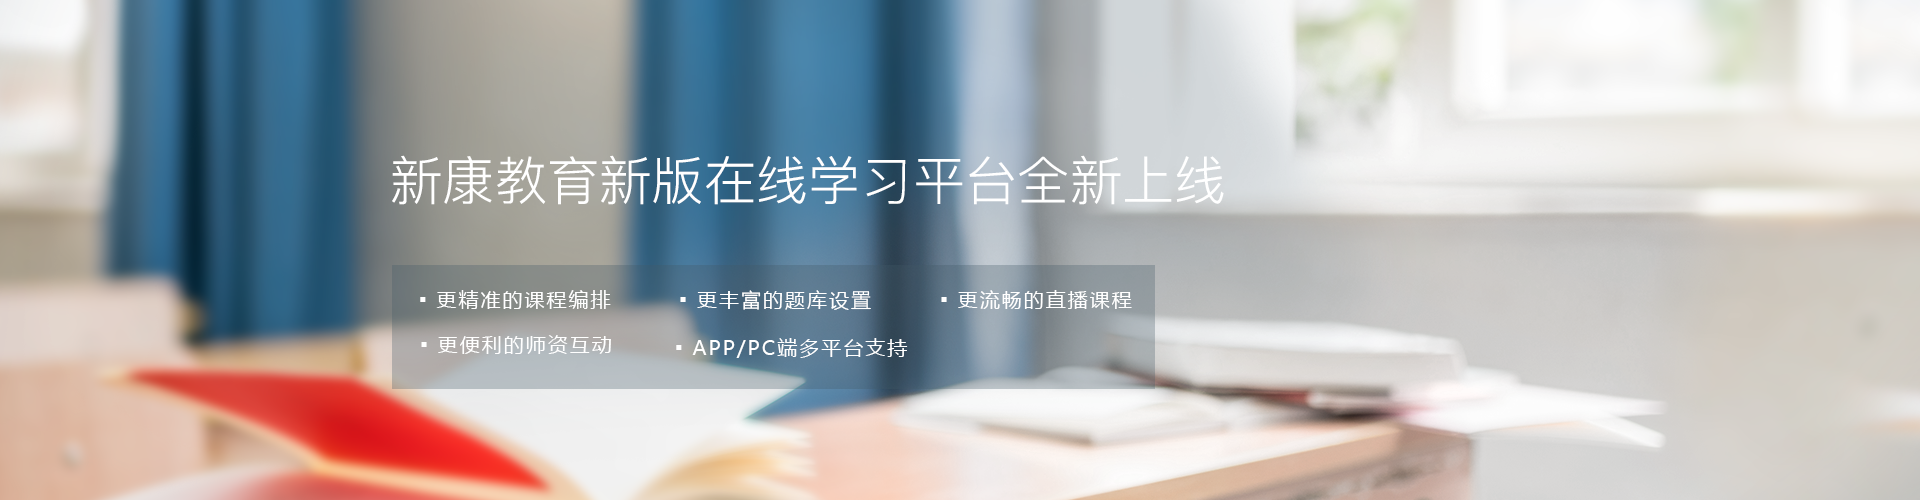 新康教育新版在线学习平台全新上线
▪ 更精准的课程编排 ▪ 更丰富的题库设置 ▪ 更流畅的直播课程
▪ 更便利的师资互动 ▪ APP/PC端多平台支持